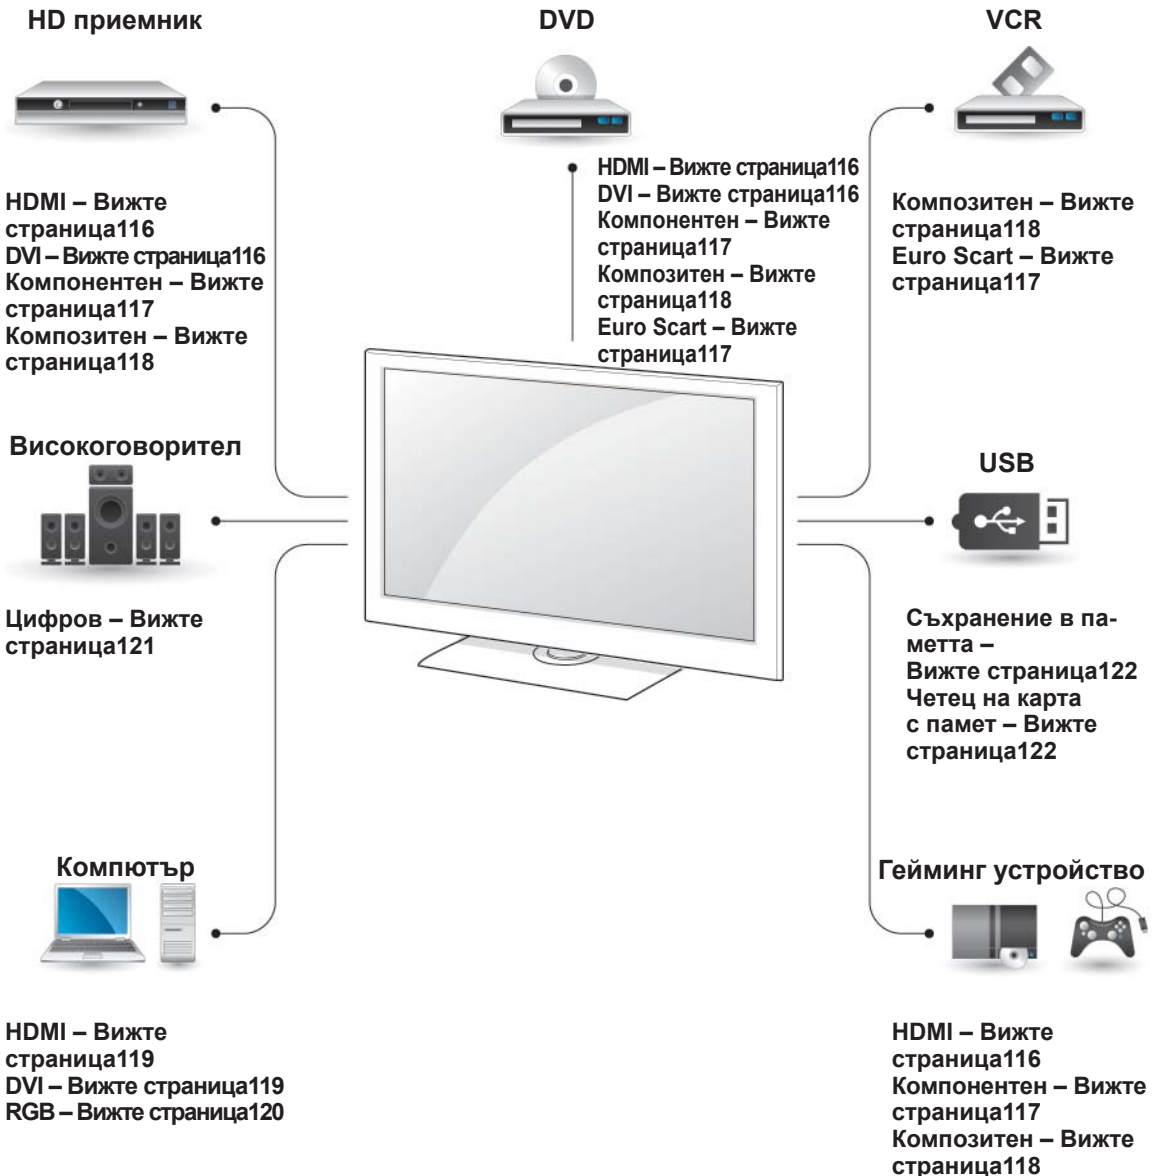 HD приемник
HDMI – Вижте
страница116
DVI – Вижте страница116
Компонентен – Вижте
страница117
Композитен – Вижте
страница118
DVD
HDMI – Вижте страница116
DVI – Вижте страница116
Компонентен – Вижте
страница117
Композитен – Вижте
страница118
Euro Scart – Вижте
страница117
VCR
Композитен – Вижте
страница118
Euro Scart – Вижте
страница117
Високоговорител
Цифров – Вижте
страница121
USB
Съхранение в па-
метта –
Вижте страница122
Четец на карта
с памет – Вижте
страница122
Компютър
HDMI – Вижте
страница119
DVI – Вижте страница119
RGB – Вижте страница120
Гейминг устройство
HDMI – Вижте
страница116
Компонентен – Вижте
страница117
Композитен – Вижте
страница118